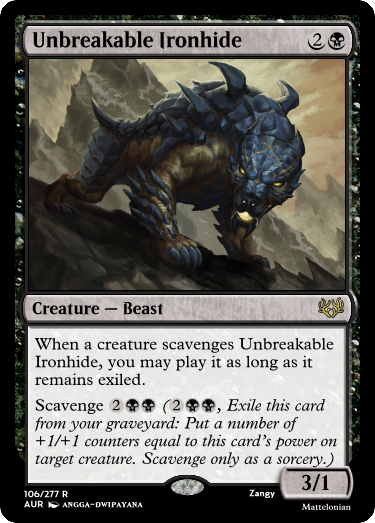 Unbreakable Ironhide 2
Creature — Beast
When a creature scavenges Unbreakable
Ironhide, you may play it as long as it
remains exiled.
Scavenge 2 ( 2 , Exile this card
from your graveyard: Put a number of
+1/+1 counters equal to this card's power on
target creature. Scavenge only as sorcery.)
3/1
106/277 R
Zangy
AUR ANGGA-DWIPAYANA
Mattelonian